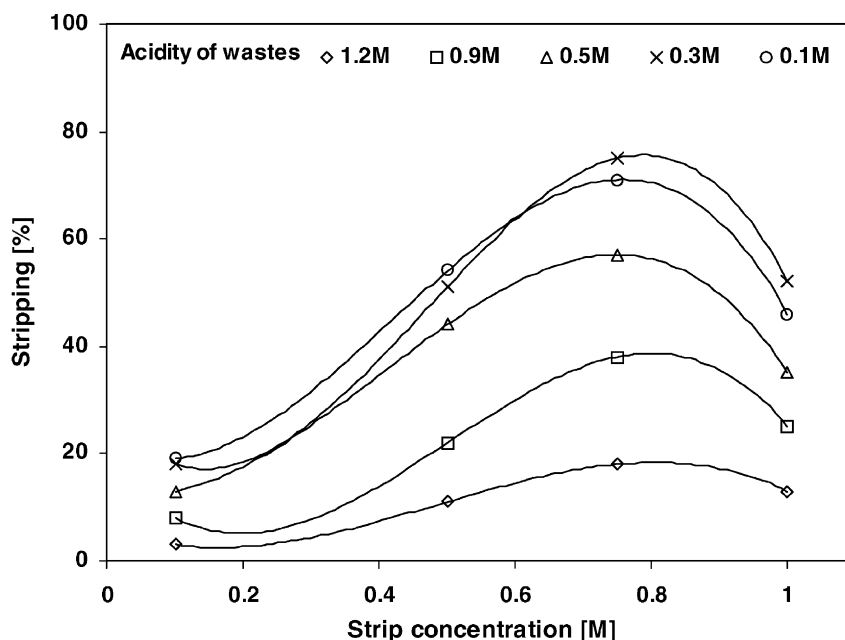 100
Acidity of wastes ◇ 1.2M □ 0.9M △ 0.5M × 0.3M ○ 0.1M
80
60
40
20
0
Stripping [%]
0 0.2 0.4 0.6 0.8 1
Strip concentration [M]